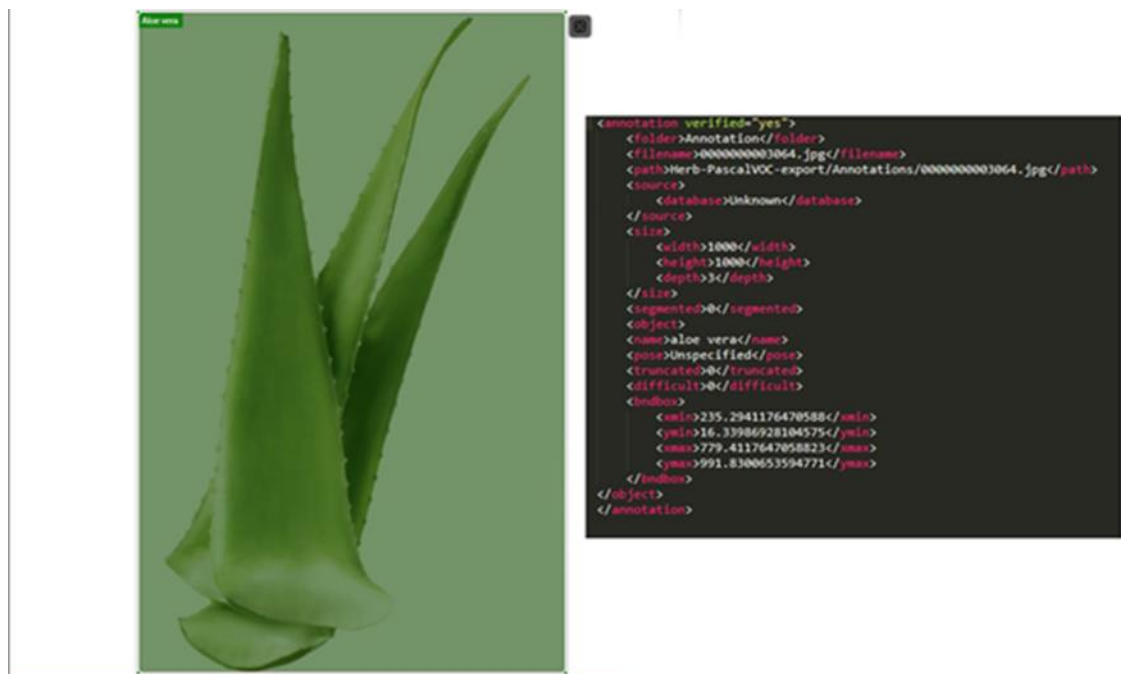 Aloe vera
<annotation verified="yes">
<folder>Annotation</folder>
<filename>0000000003064.jpg</filename>
<path>Herb-PascalVOC-export/Annotations/0000000003064.jpg</path>
<source>
<database>Unknown</database>
</source>
<size>
<width>1000</width>
<height>1000</height>
<depth>3</depth>
</size>
<segmented>0</segmented>
<object>
<name>aloe vera</name>
<pose>Unspecified</pose>
<truncated>0</truncated>
<difficult>0</difficult>
<bndbox>
<xmin>235.2941176470588</xmin>
<ymin>16.33986928104575</ymin>
<xmax>779.4117647058823</xmax>
<ymax>991.8300653594771</ymax>
</bndbox>
</object>
</annotation>